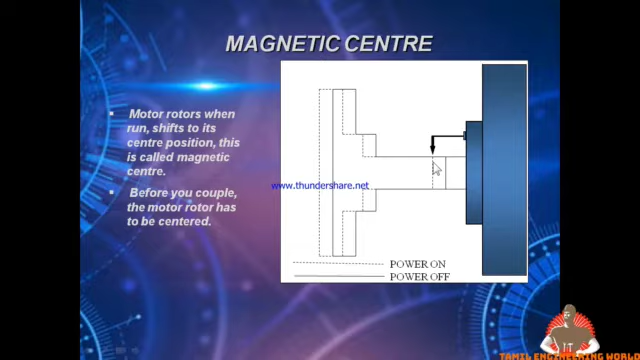 MAGNETIC CENTRE
Motor rotors when
run, shifts to its
centre position, this
is called magnetic
centre.
Before you couple,
the motor rotor has
to be centered.
www.thundershare.net
POWER ON
POWER OFF
TAMIL ENGINEERING WORLD